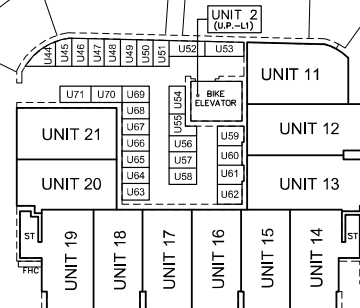 UNIT 2
(U.P.-L1)
U44
U45
U46
U47
U48
U49
U50
U51
U52
U53
UNIT 11
U71
U70
U69
U54
BIKE
ELEVATOR
U68
U67
U55
UNIT 12
UNIT 21
U66
U56
U59
U65
U57
U60
U64
U58
U61
UNIT 20
UNIT 13
U63
U62
ST
UNIT 19
UNIT 18
UNIT 17
UNIT 16
UNIT 15
UNIT 14
ST
FHC